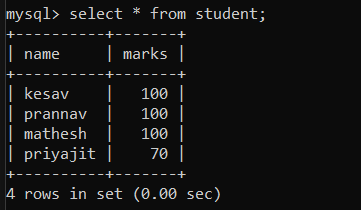 mysql> select * from student;
+----------+-------+
| name     | marks |
+----------+-------+
| kesav    |   100 |
| prannav  |   100 |
| mathesh  |   100 |
| priyajit |    70 |
+----------+-------+
4 rows in set (0.00 sec)